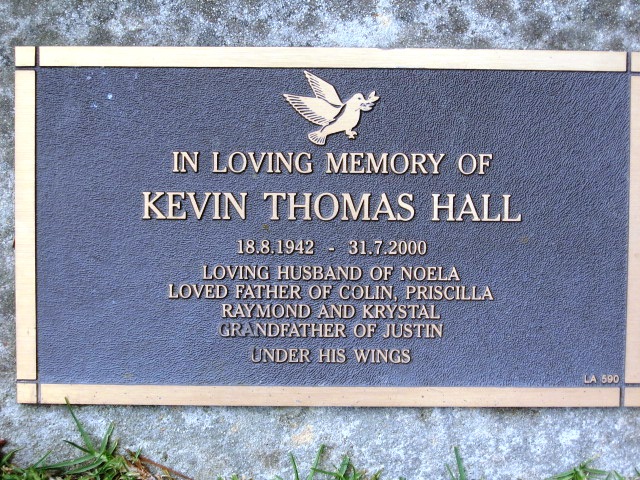 IN LOVING MEMORY OF
KEVIN THOMAS HALL
18.8.1942 - 31.7.2000
LOVING HUSBAND OF NOELA
LOVED FATHER OF COLIN, PRISCILLA
RAYMOND AND KRYSTAL
GRANDFATHER OF JUSTIN
UNDER HIS WINGS
LA 590